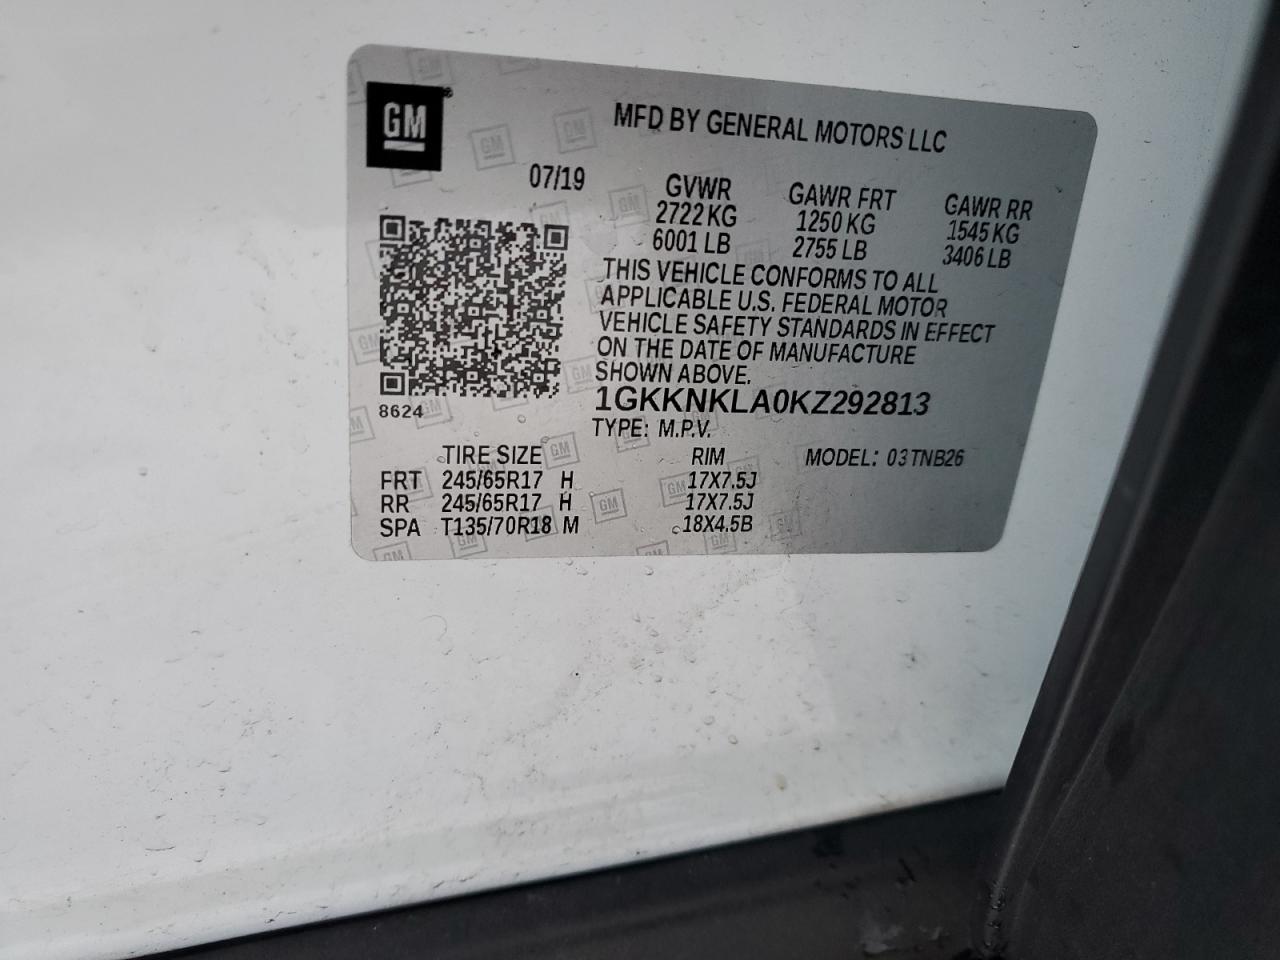 GM
MFD BY GENERAL MOTORS LLC
07/19
GVWR GAWR FRT GAWR RR
2722 KG 1250 KG 1545 KG
6001 LB 2755 LB 3406 LB
THIS VEHICLE CONFORMS TO ALL
APPLICABLE U.S. FEDERAL MOTOR
VEHICLE SAFETY STANDARDS IN EFFECT
ON THE DATE OF MANUFACTURE
SHOWN ABOVE.
8624
1GKKNKLA0KZ292813
TYPE: M.P.V.
TIRE SIZE RIM MODEL: 03TNB26
FRT 245/65R17 H 17X7.5J
RR 245/65R17 H 17X7.5J
SPA T135/70R18 M 18X4.5B